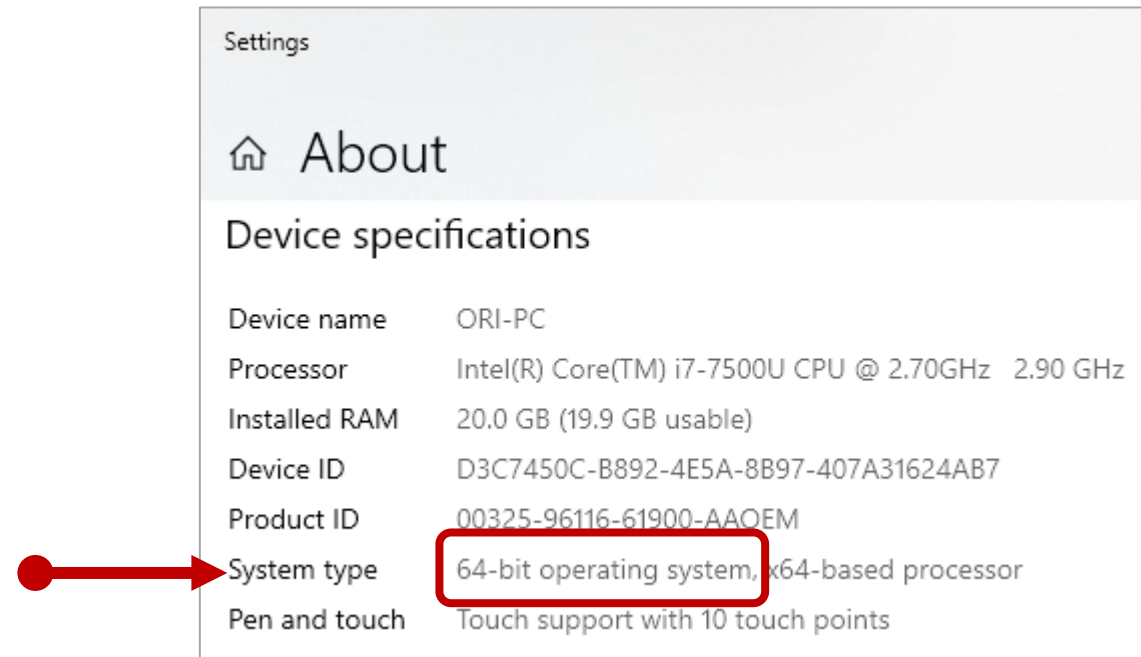 Settings
About
Device specifications
Device name ORI-PC
Processor Intel(R) Core(TM) i7-7500U CPU @ 2.70GHz 2.90 GHz
Installed RAM 20.0 GB (19.9 GB usable)
Device ID D3C7450C-B892-4E5A-8B97-407A31624AB7
Product ID 00325-96116-61900-AAOEM
System type 64-bit operating system, x64-based processor
Pen and touch Touch support with 10 touch points